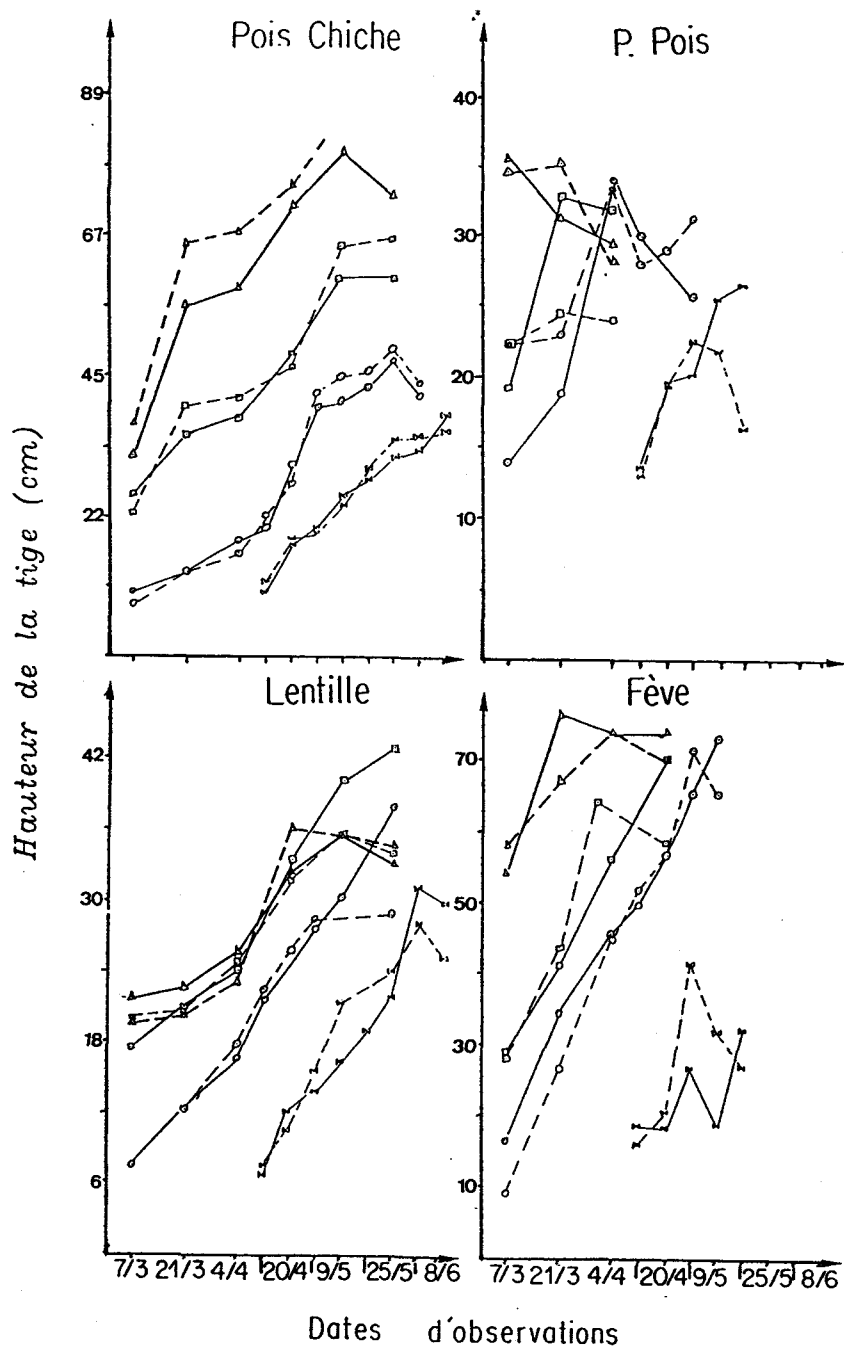 Pois Chiche
P. Pois
89
67
45
22
40
30
20
10
Hauteur de la tige (cm)
Lentille
Fève
42
30
18
6
70
50
30
10
7/3 21/3 4/4 20/4 9/5 25/5 8/6
7/3 21/3 4/4 20/4 9/5 25/5 8/6
Dates d'observations